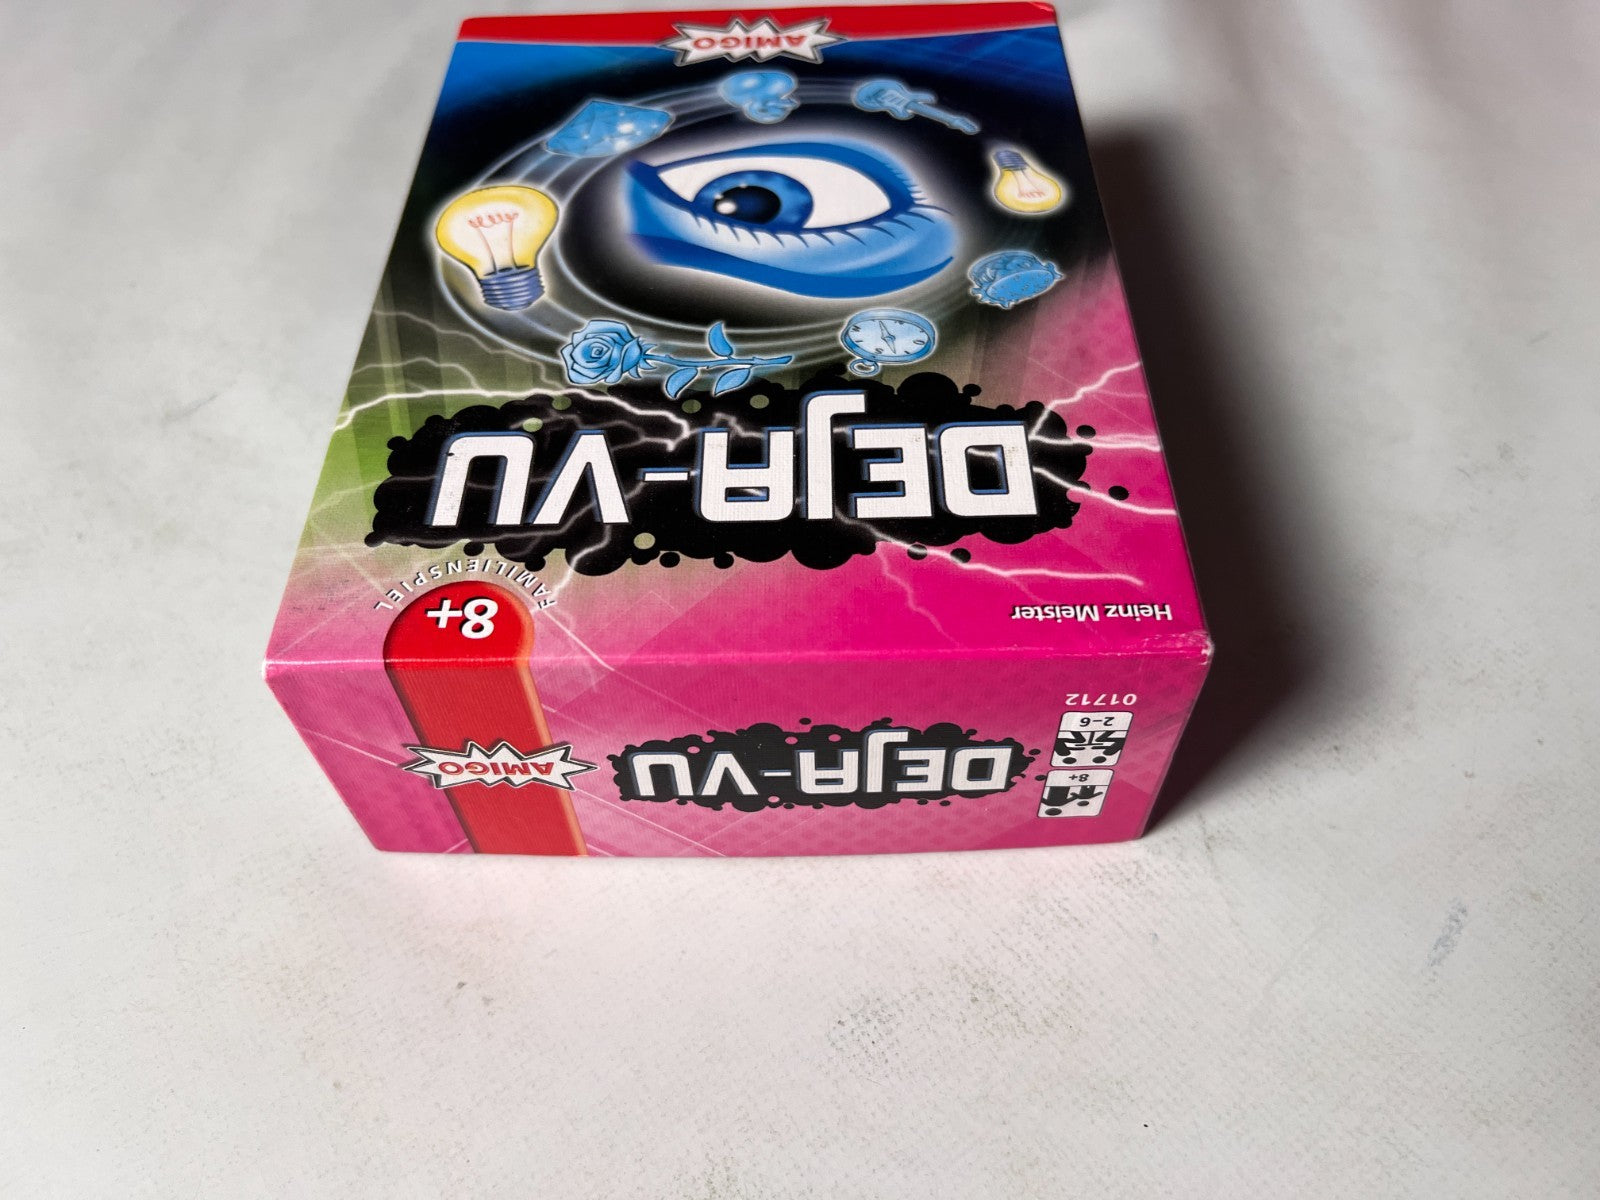 AMIGO
DEJA-VU
FAMILIENSPIEL
8+
Heinz Meister
01712
2-6
8+
DEJA-VU
AMIGO